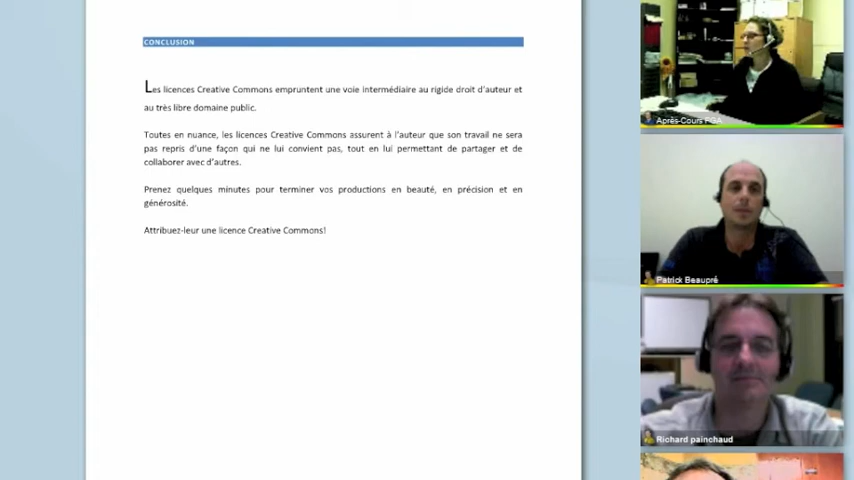 CONCLUSION
Les licences Creative Commons empruntent une voie intermédiaire au rigide droit d'auteur et
au très libre domaine public.
Toutes en nuance, les licences Creative Commons assurent à l'auteur que son travail ne sera
pas repris d'une façon qui ne lui convient pas, tout en lui permettant de partager et de
collaborer avec d'autres.
Prenez quelques minutes pour terminer vos productions en beauté, en précision et en
générosité.
Attribuez-leur une licence Creative Commons!
Après-Cours FGA
Patrick Beaupré
Richard painchaud